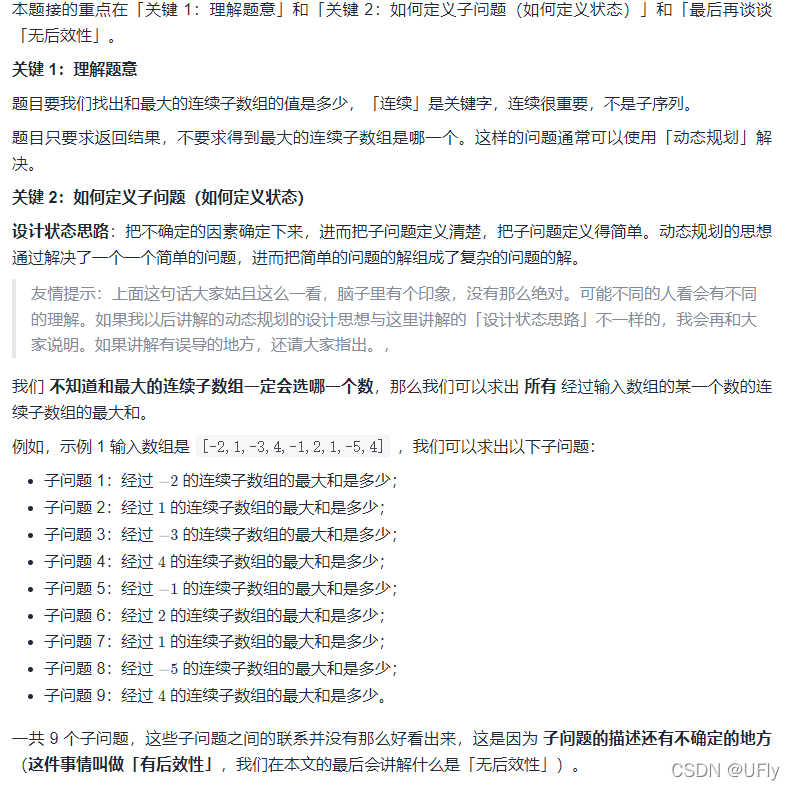 本题接的重点在「关键 1：理解题意」和「关键 2：如何定义子问题（如何定义状态）」和「最后再谈谈
「无后效性」。
关键 1：理解题意
题目要我们找出和最大的连续子数组的值是多少，「连续」是关键字，连续很重要，不是子序列。
题目只要求返回结果，不要求得到最大的连续子数组是哪一个。这样的问题通常可以使用「动态规划」解
决。
关键 2：如何定义子问题（如何定义状态）
设计状态思路：把不确定的因素确定下来，进而把子问题定义清楚，把子问题定义得简单。动态规划的思想
通过解决了一个一个简单的问题，进而把简单的问题的解组成了复杂的问题的解。
友情提示：上面这句话大家姑且这么一看，脑子里有个印象，没有那么绝对。可能不同的人看会有不同
的理解。如果我以后讲解的动态规划的设计思想与这里讲解的「设计状态思路」不一样的，我会再和大
家说明。如果讲解有误导的地方，还请大家指出。，
我们 不知道和最大的连续子数组一定会选哪一个数，那么我们可以求出 所有 经过输入数组的某一个数的连
续子数组的最大和。
例如，示例 1 输入数组是 [-2,1,-3,4,-1,2,1,-5,4] ，我们可以求出以下子问题：
• 子问题 1：经过 −2 的连续子数组的最大和是多少；
• 子问题 2：经过 1 的连续子数组的最大和是多少；
• 子问题 3：经过 −3 的连续子数组的最大和是多少；
• 子问题 4：经过 4 的连续子数组的最大和是多少；
• 子问题 5：经过 −1 的连续子数组的最大和是多少；
• 子问题 6：经过 2 的连续子数组的最大和是多少；
• 子问题 7：经过 1 的连续子数组的最大和是多少；
• 子问题 8：经过 −5 的连续子数组的最大和是多少；
• 子问题 9：经过 4 的连续子数组的最大和是多少。
一共 9 个子问题，这些子问题之间的联系并没有那么好看出来，这是因为 子问题的描述还有不确定的地方
（这件事情叫做「有后效性」，我们在本文的最后会讲解什么是「无后效性」）。
CSDN @UFly